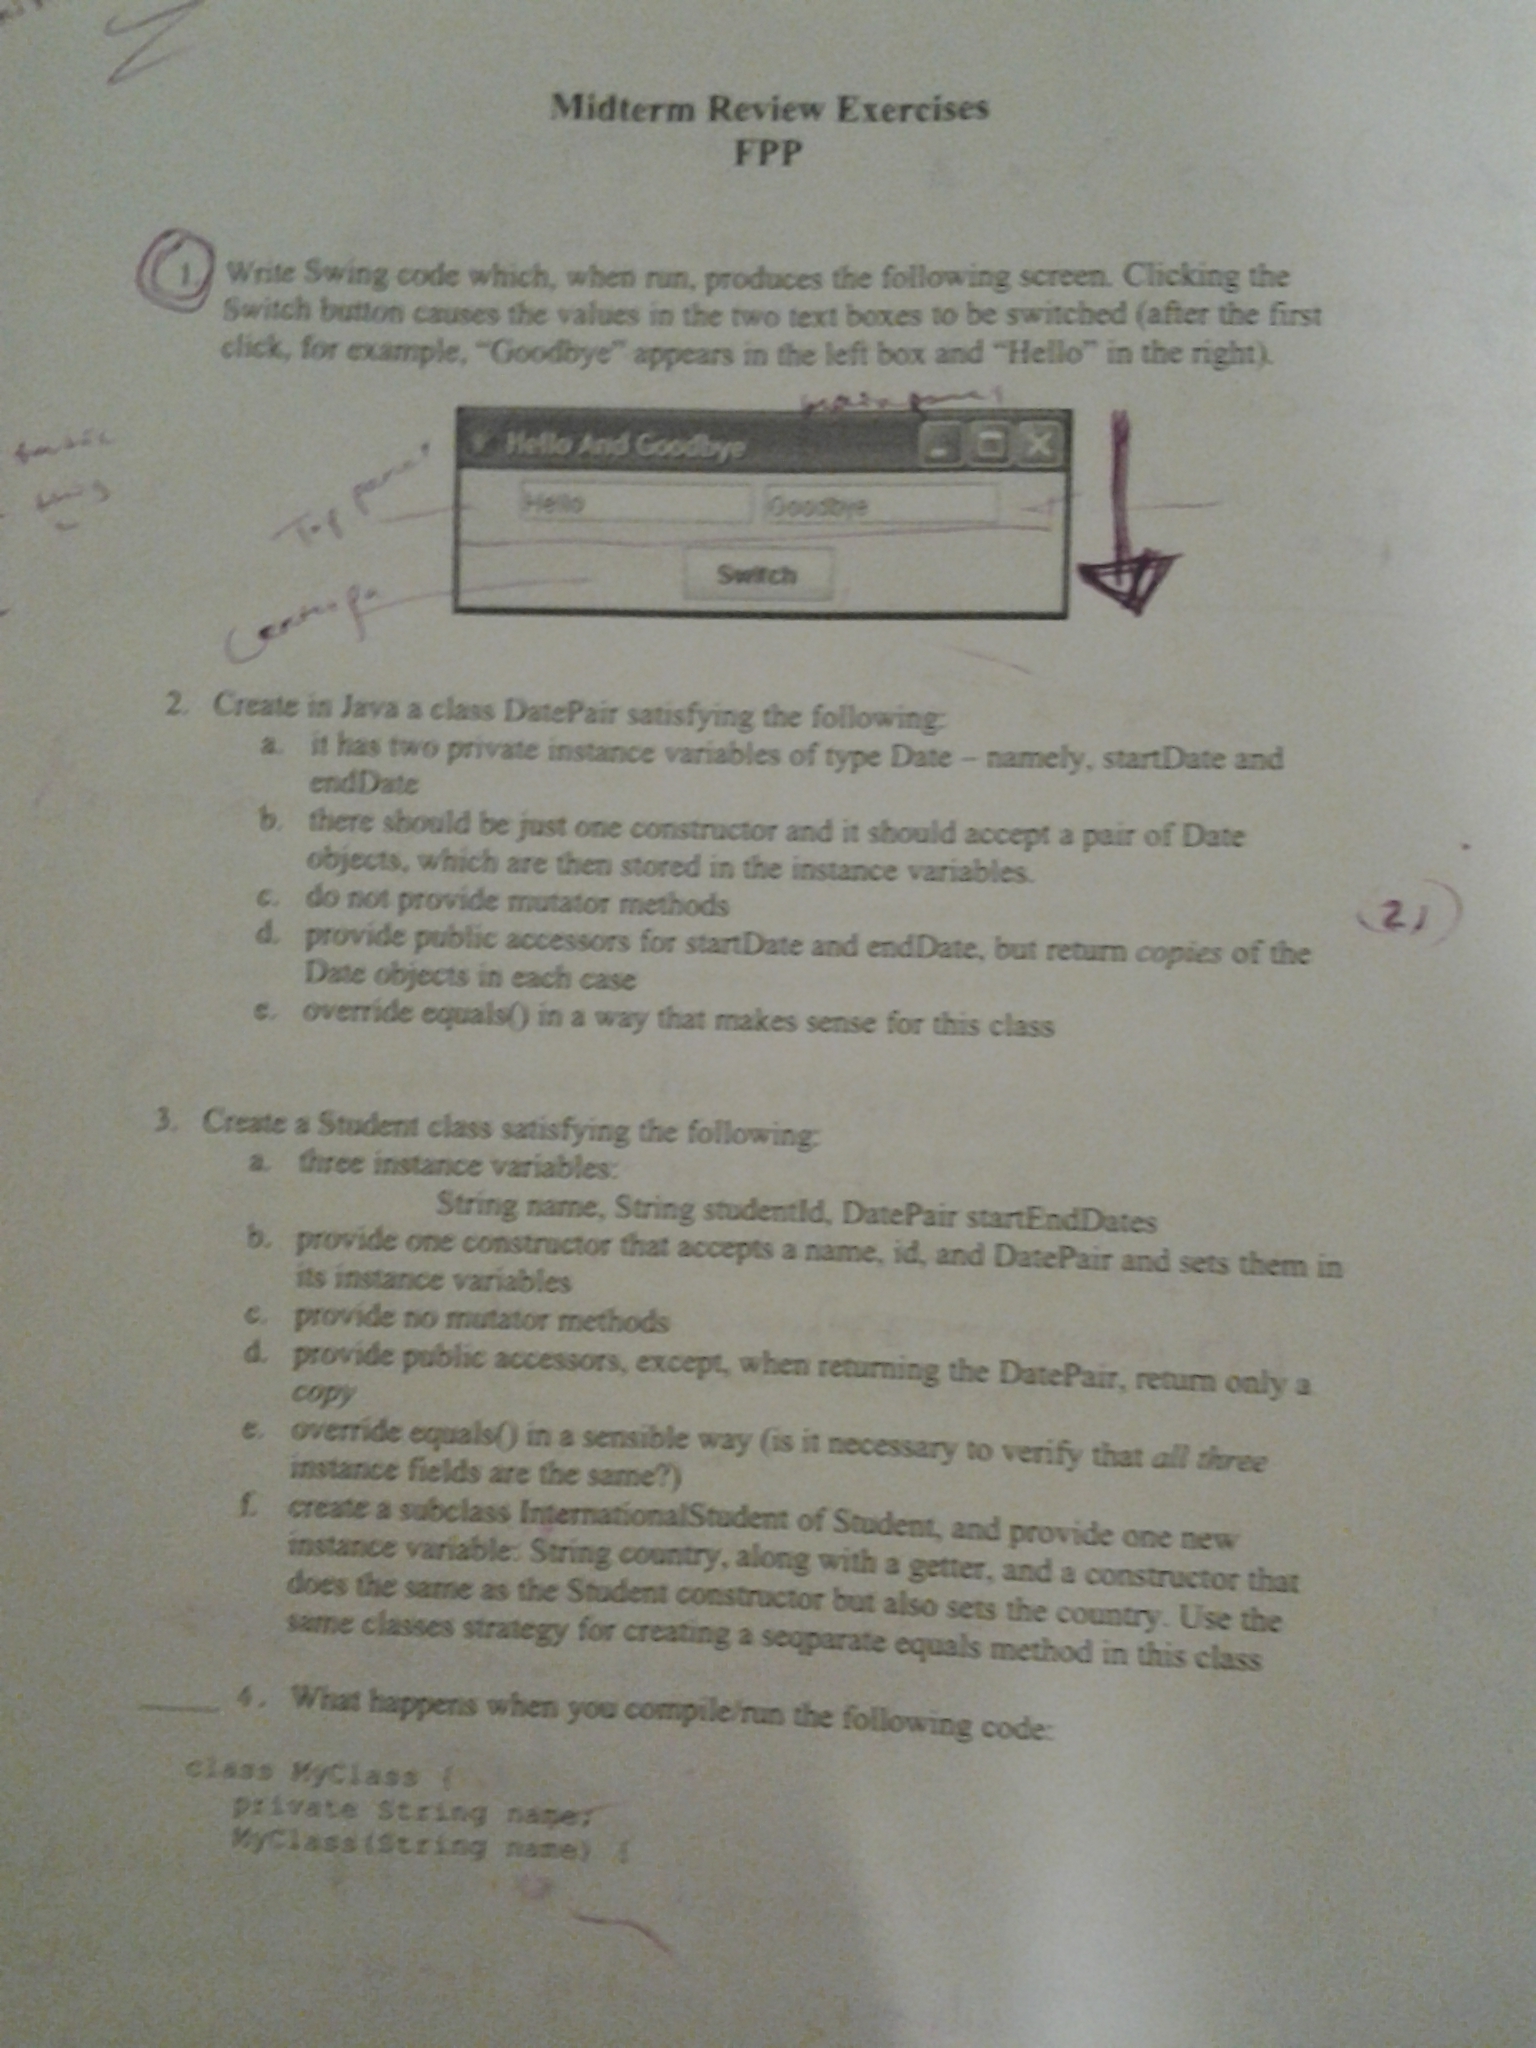 Midterm Review Exercises
FPP
1. Write Swing code which, when run, produces the following screen. Clicking the
Switch button causes the values in the two text boxes to be switched (after the first
click, for example, “Goodbye” appears in the left box and “Hello” in the right).
Hello And Goodbye
Top panel
Hello Goodbye
Switch
2. Create in Java a class DatePair satisfying the following:
a. it has two private instance variables of type Date – namely, startDate and
endDate
b. there should be just one constructor and it should accept a pair of Date
objects, which are then stored in the instance variables.
c. do not provide mutator methods
2)
d. provide public accessors for startDate and endDate, but return copies of the
Date objects in each case
e. override equals() in a way that makes sense for this class
3. Create a Student class satisfying the following:
a. three instance variables:
String name, String studentId, DatePair startEndDates
b. provide one constructor that accepts a name, id, and DatePair and sets them in
its instance variables
c. provide no mutator methods
d. provide public accessors, except, when returning the DatePair, return only a
copy
e. override equals() in a sensible way (is it necessary to verify that all three
instance fields are the same?)
f. create a subclass InternationalStudent of Student, and provide one new
instance variable: String country, along with a getter, and a constructor that
does the same as the Student constructor but also sets the country. Use the
same classes strategy for creating a seqparate equals method in this class
____ 4. What happens when you compile/run the following code:
class MyClass {
private String name;
MyClass(String name) {